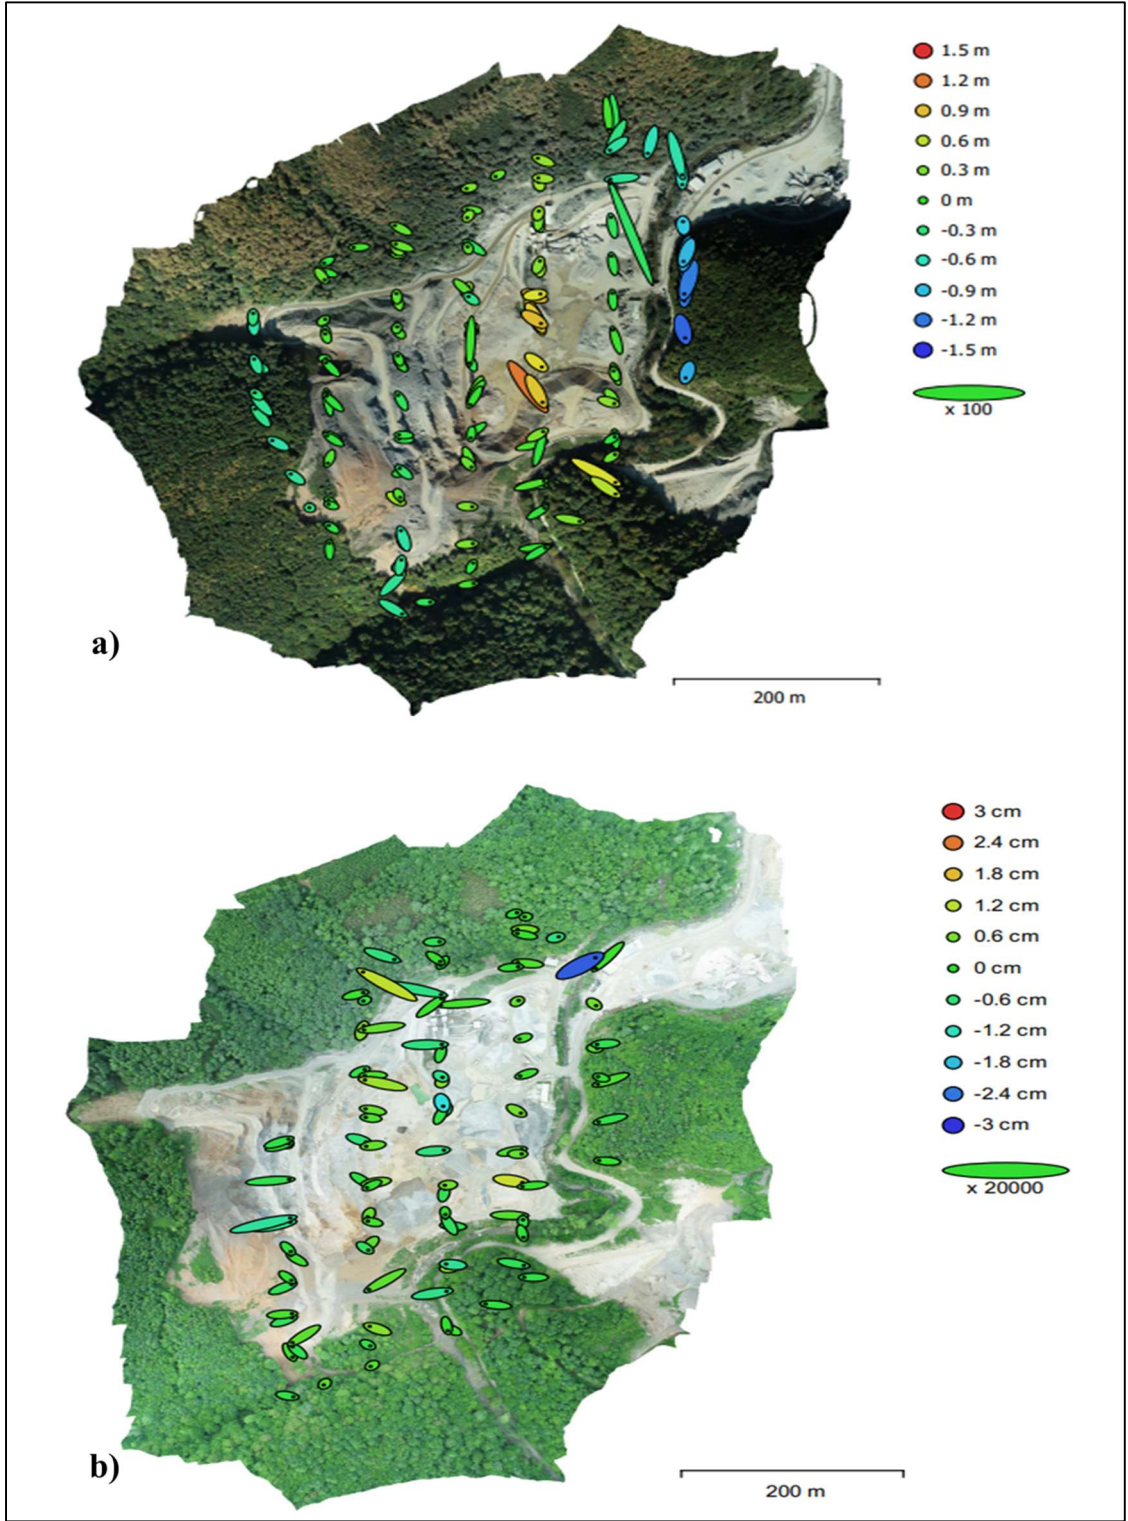 1.5 m
1.2 m
0.9 m
0.6 m
0.3 m
0 m
-0.3 m
-0.6 m
-0.9 m
-1.2 m
-1.5 m
x 100
a)
200 m
3 cm
2.4 cm
1.8 cm
1.2 cm
0.6 cm
0 cm
-0.6 cm
-1.2 cm
-1.8 cm
-2.4 cm
-3 cm
x 20000
b)
200 m